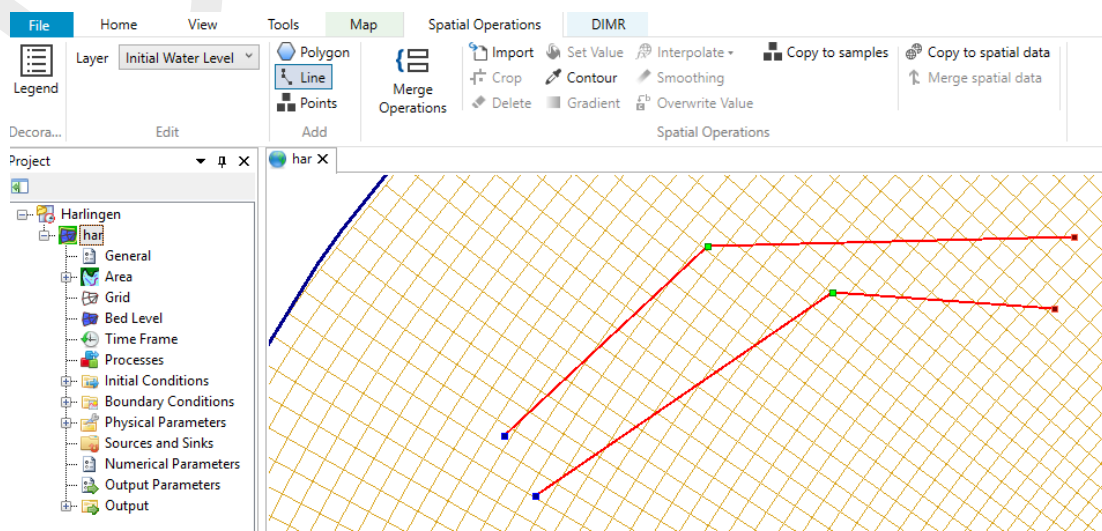 File Home View Tools Map Spatial Operations DIMR
Legend
Layer Initial Water Level
Polygon
Line
Points
Merge
Operations
Import Set Value Interpolate Copy to samples Copy to spatial data
Crop Contour Smoothing Merge spatial data
Delete Gradient Overwrite Value
Decora... Edit Add Spatial Operations
Project
har
Harlingen
har
General
Area
Grid
Bed Level
Time Frame
Processes
Initial Conditions
Boundary Conditions
Physical Parameters
Sources and Sinks
Numerical Parameters
Output Parameters
Output